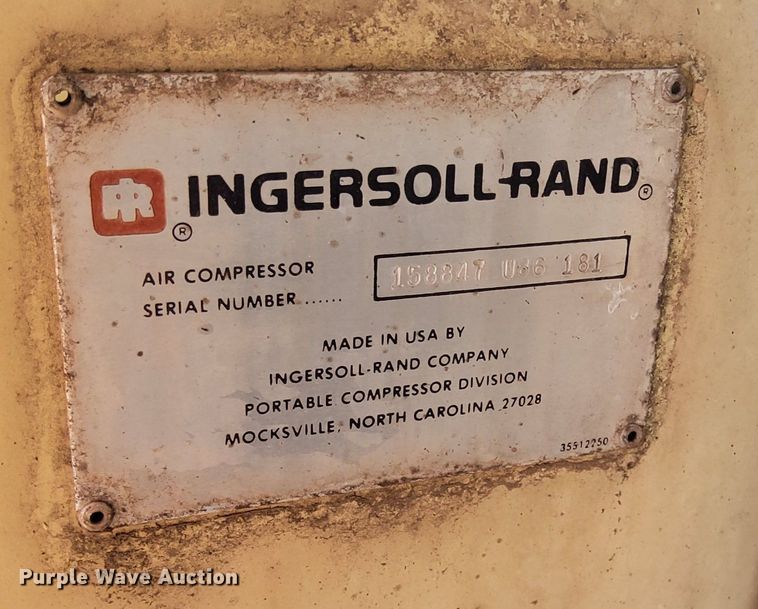 IR ® INGERSOLL-RAND ®
AIR COMPRESSOR
SERIAL NUMBER ...... 158847 U86 181
MADE IN USA BY
INGERSOLL-RAND COMPANY
PORTABLE COMPRESSOR DIVISION
MOCKSVILLE, NORTH CAROLINA 27028
35512250
Purple Wave Auction